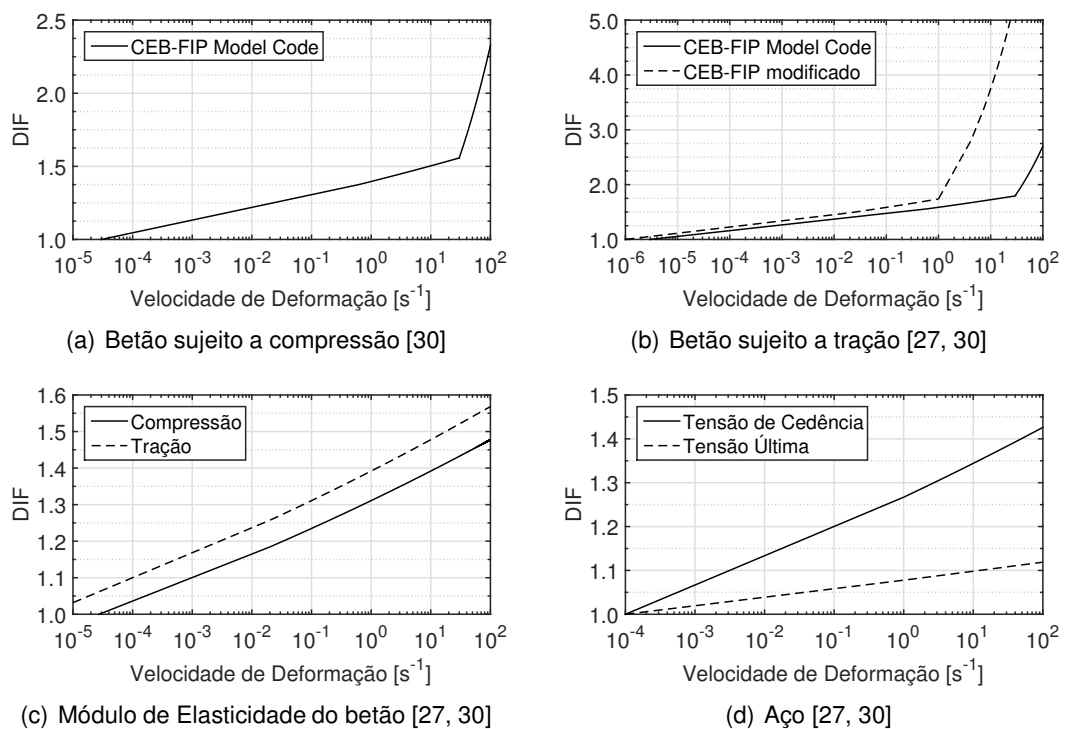 2.5
2.0
1.5
1.0
DIF
CEB-FIP Model Code
10^-5 10^-4 10^-3 10^-2 10^-1 10^0 10^1 10^2
Velocidade de Deformação [s^-1]
(a) Betão sujeito a compressão [30]
5.0
4.0
3.0
2.0
1.0
DIF
CEB-FIP Model Code
CEB-FIP modificado
10^-6 10^-5 10^-4 10^-3 10^-2 10^-1 10^0 10^1 10^2
Velocidade de Deformação [s^-1]
(b) Betão sujeito a tração [27, 30]
1.6
1.5
1.4
1.3
1.2
1.1
1.0
DIF
Compressão
Tração
10^-5 10^-4 10^-3 10^-2 10^-1 10^0 10^1 10^2
Velocidade de Deformação [s^-1]
(c) Módulo de Elasticidade do betão [27, 30]
1.5
1.4
1.3
1.2
1.1
1.0
DIF
Tensão de Cedência
Tensão Última
10^-4 10^-3 10^-2 10^-1 10^0 10^1 10^2
Velocidade de Deformação [s^-1]
(d) Aço [27, 30]